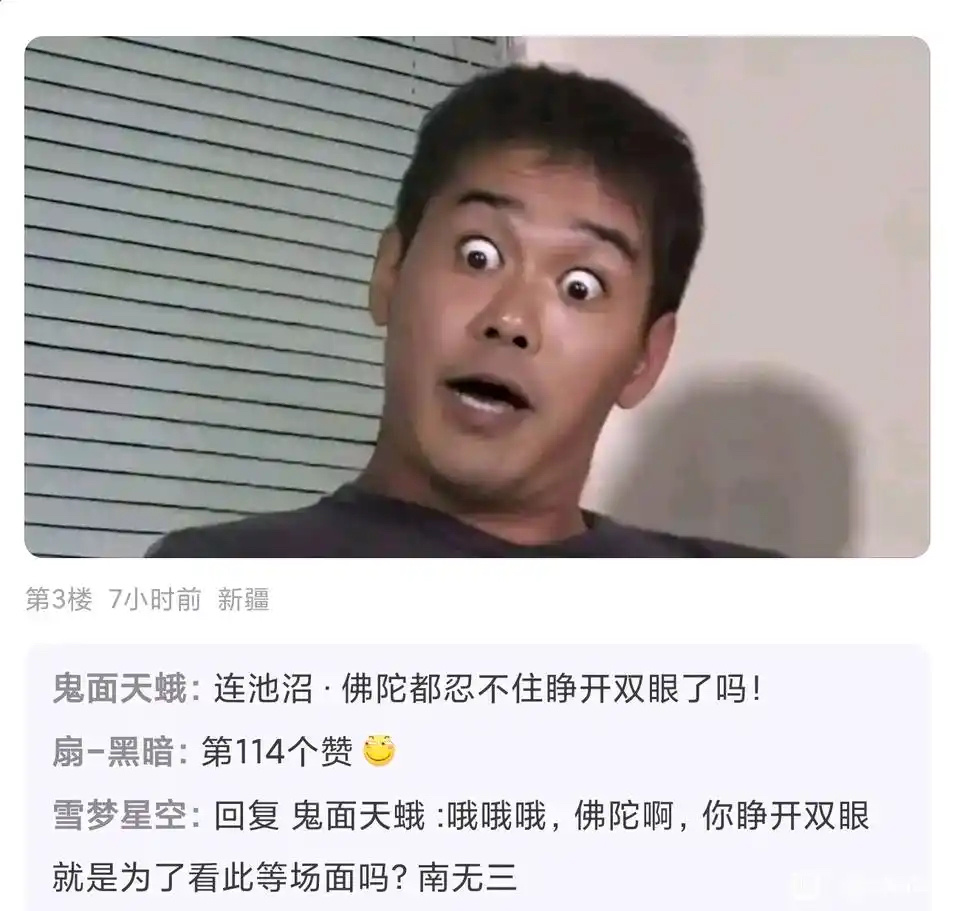 第3楼 7小时前 新疆
鬼面天蛾: 连池沼·佛陀都忍不住睁开双眼了吗!
扇-黑暗: 第114个赞
雪梦星空: 回复 鬼面天蛾 :哦哦哦, 佛陀啊, 你睁开双眼
就是为了看此等场面吗? 南无三